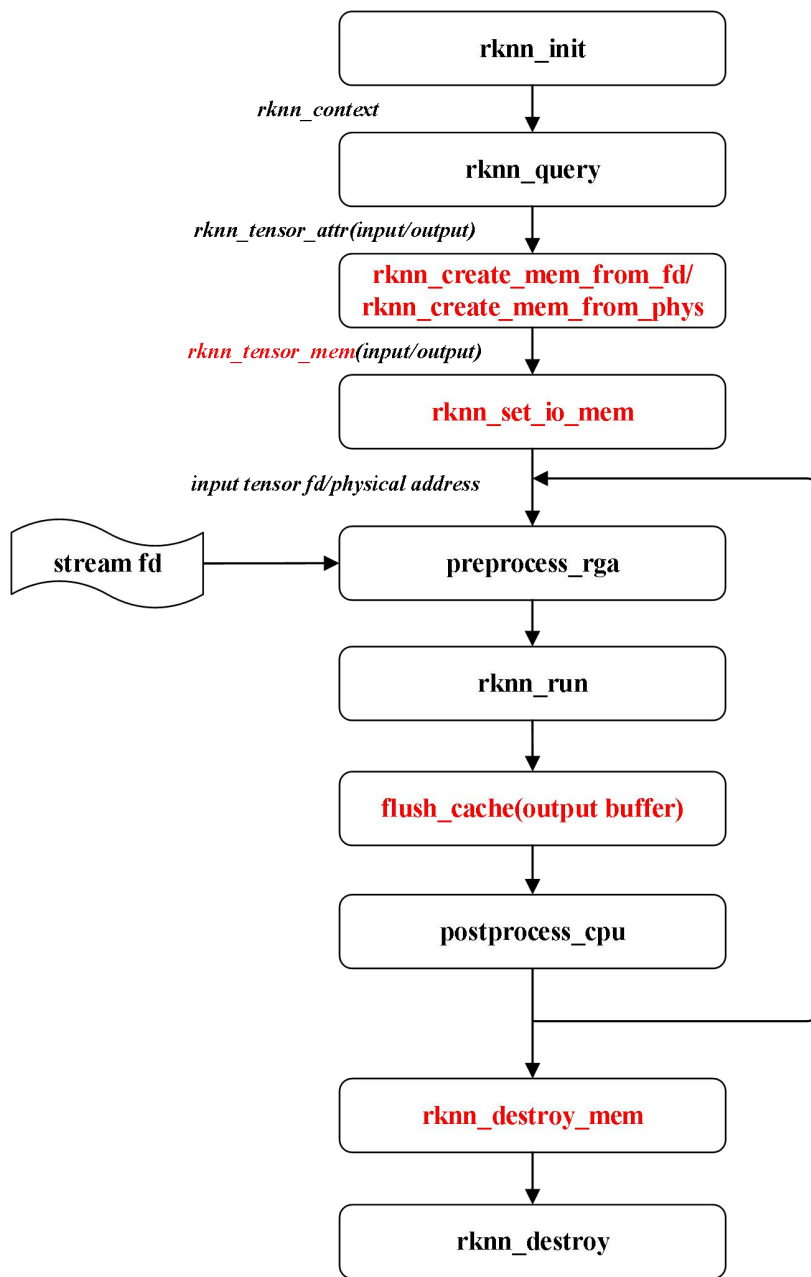 rknn_init
rknn_context
rknn_query
rknn_tensor_attr(input/output)
rknn_create_mem_from_fd/
rknn_create_mem_from_phys
rknn_tensor_mem(input/output)
rknn_set_io_mem
input tensor fd/physical address
stream fd
preprocess_rga
rknn_run
flush_cache(output buffer)
postprocess_cpu
rknn_destroy_mem
rknn_destroy